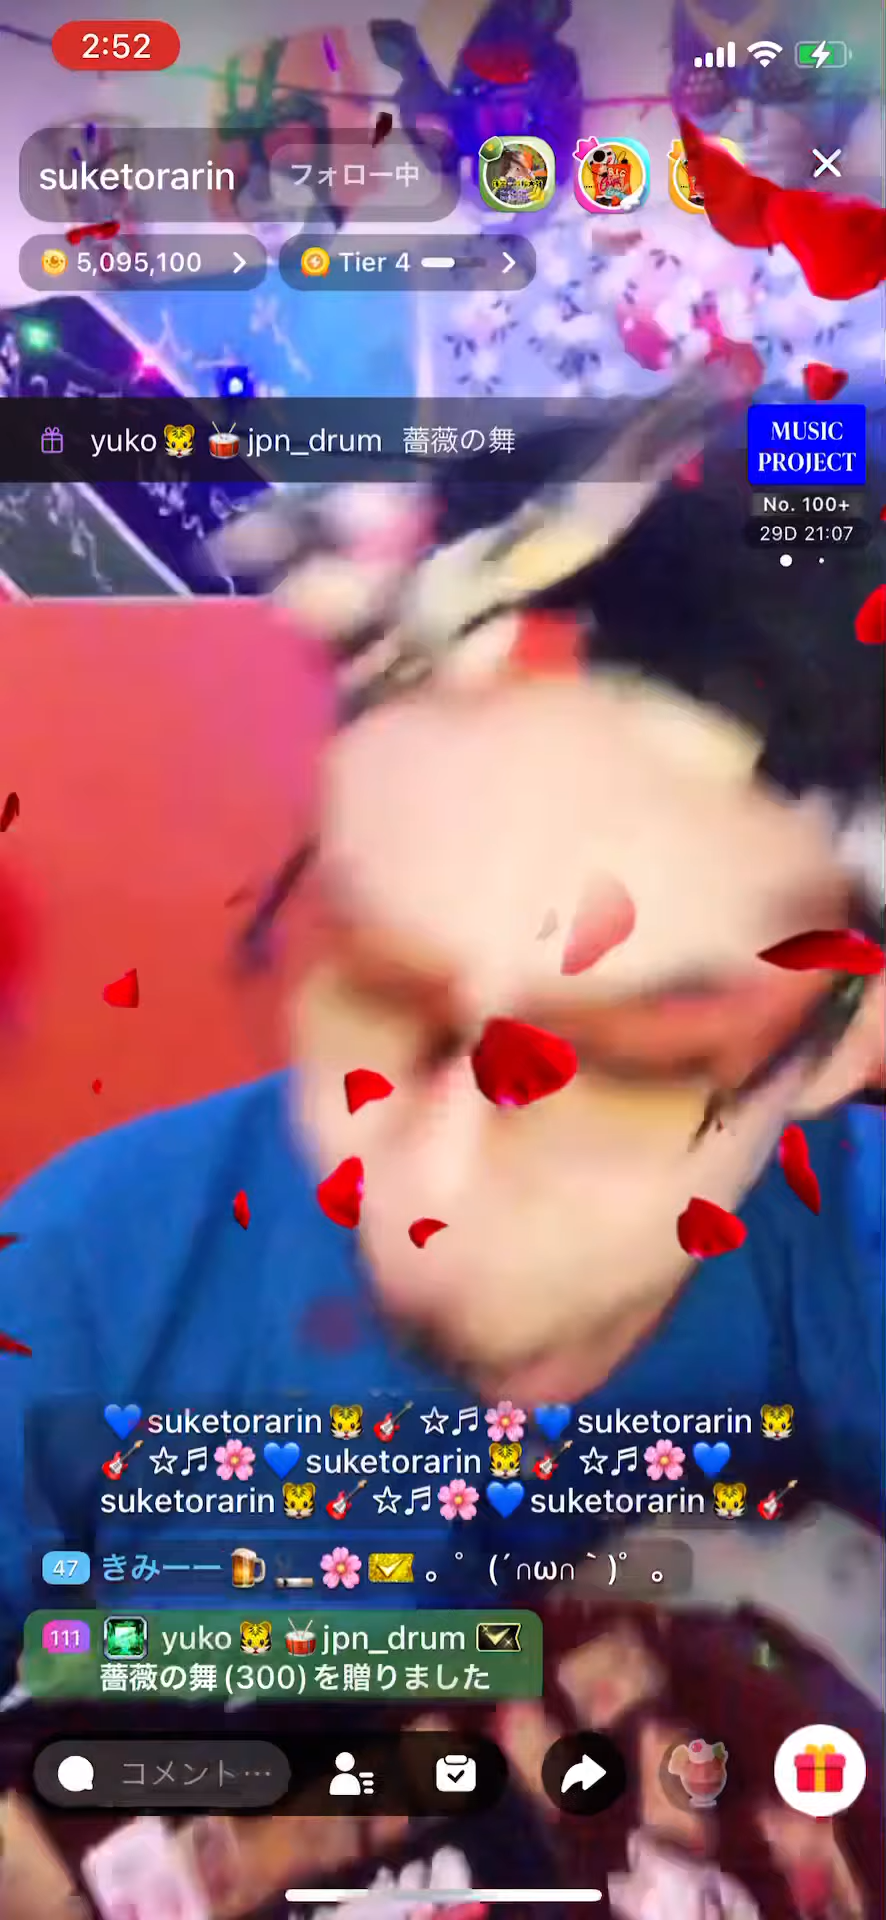 2:52
suketorarin フォロー中
5,095,100
Tier 4
yuko🐯🥁jpn_drum 薔薇の舞
MUSIC
PROJECT
No. 100+
29D 21:07
💙suketorarin🐯🎸☆♬🌸💙suketorarin🐯
🎸☆♬🌸💙suketorarin🐯🎸☆♬🌸💙
suketorarin🐯🎸☆♬🌸💙suketorarin🐯🎸
47 きみーー🍺🚬🌸 。゜(´∩ω∩｀)゜。
111 yuko🐯🥁jpn_drum
薔薇の舞(300)を贈りました
コメント…